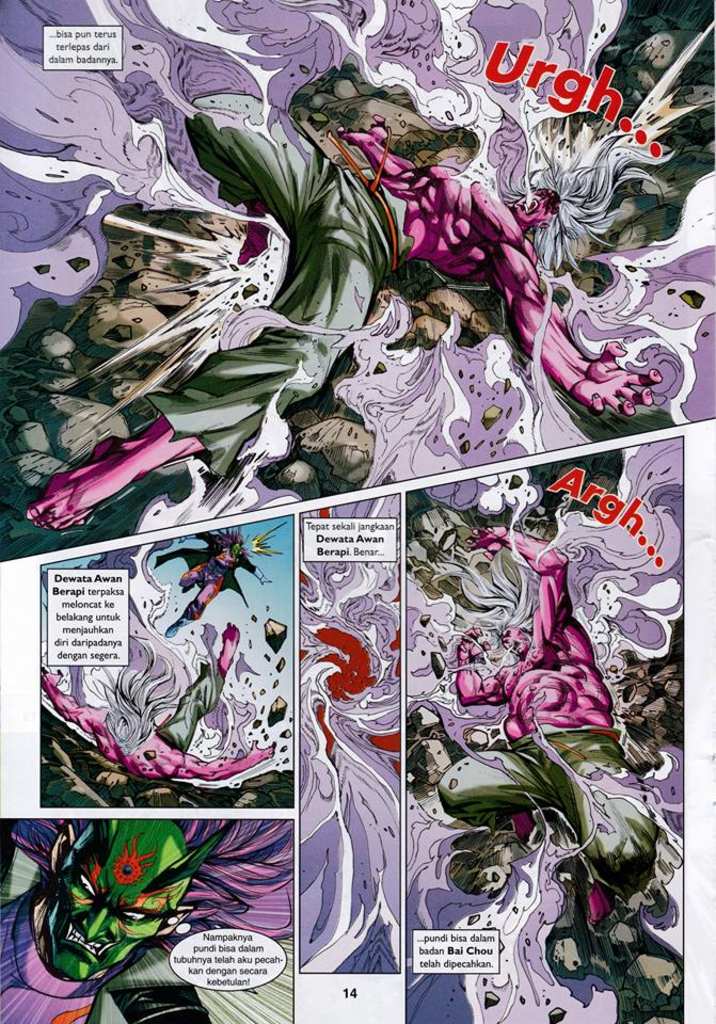 ...bisa pun terus
terlepas dari
dalam badannya.
Urgh...
Dewata Awan
Berapi terpaksa
meloncat ke
belakang untuk
menjauhkan
diri daripadanya
dengan segera.
Tepat sekali jangkaan
Dewata Awan
Berapi. Benar...
Argh...
Nampaknya
pundi bisa dalam
tubuhnya telah aku pecah-
kan dengan secara
kebetulan!
...pundi bisa dalam
badan Bai Chou
telah dipecahkan.
14